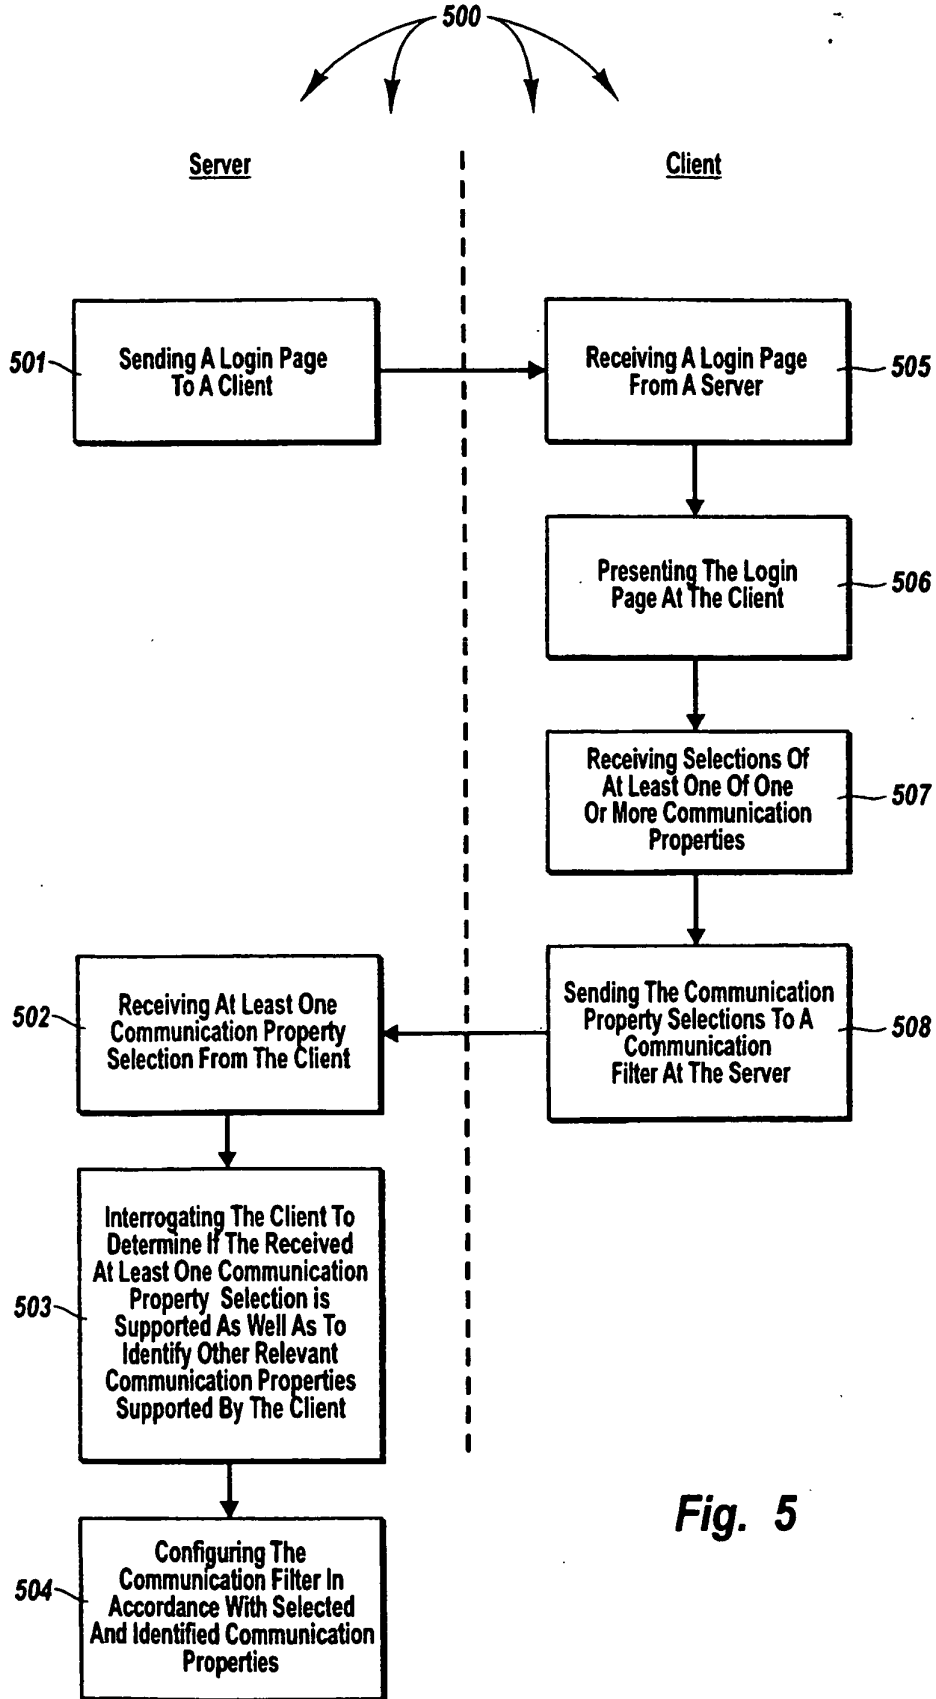 500
Server
Client
501
Sending A Login Page
To A Client
Receiving A Login Page
From A Server
505
Presenting The Login
Page At The Client
506
Receiving Selections Of
At Least One Of One
Or More Communication
Properties
507
Sending The Communication
Property Selections To A
Communication
Filter At The Server
508
502
Receiving At Least One
Communication Property
Selection From The Client
503
Interrogating The Client To
Determine If The Received
At Least One Communication
Property Selection is
Supported As Well As To
Identify Other Relevant
Communication Properties
Supported By The Client
504
Configuring The
Communication Filter In
Accordance With Selected
And Identified Communication
Properties
Fig. 5